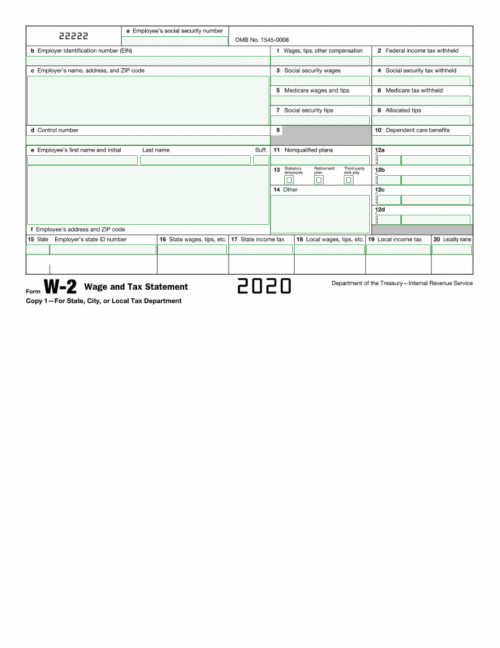 22222
a Employee's social security number
OMB No. 1545-0008
b Employer identification number (EIN)
1 Wages, tips, other compensation
2 Federal income tax withheld
c Employer's name, address, and ZIP code
3 Social security wages
4 Social security tax withheld
5 Medicare wages and tips
6 Medicare tax withheld
7 Social security tips
8 Allocated tips
d Control number
9
10 Dependent care benefits
e Employee's first name and initial Last name Suff.
11 Nonqualified plans
12a
13 Statutory employee Retirement plan Third-party sick pay
12b
14 Other
12c
12d
f Employee's address and ZIP code
15 State Employer's state ID number
16 State wages, tips, etc.
17 State income tax
18 Local wages, tips, etc.
19 Local income tax
20 Locality name
Form W-2 Wage and Tax Statement
2020
Department of the Treasury—Internal Revenue Service
Copy 1—For State, City, or Local Tax Department